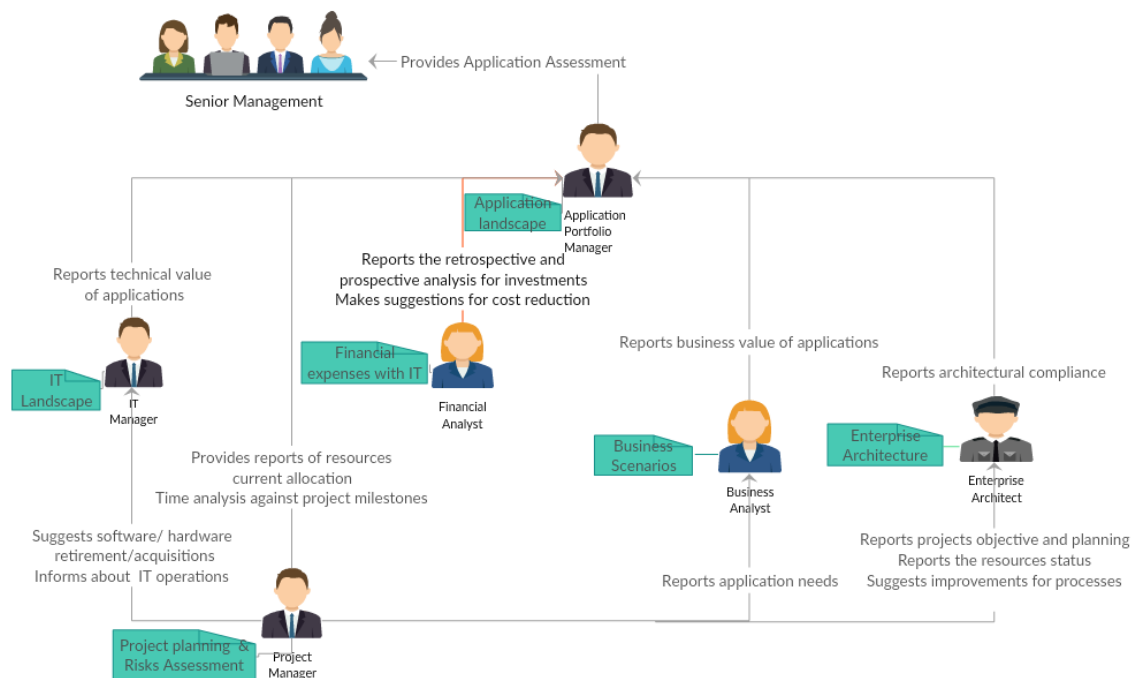 Provides Application Assessment
Senior Management
Application
landscape
Application
Portfolio
Manager
Reports the retrospective and
prospective analysis for investments
Makes suggestions for cost reduction
Reports technical value
of applications
Financial
expenses with IT
Reports business value of applications
IT
Landscape
IT
Manager
Financial
Analyst
Reports architectural compliance
Business
Scenarios
Enterprise
Architecture
Provides reports of resources
current allocation
Time analysis against project milestones
Business
Analyst
Enterprise
Architect
Suggests software/ hardware
retirement/acquisitions
Informs about IT operations
Reports projects objective and planning
Reports the resources status
Suggests improvements for processes
Reports application needs
Project planning &
Risks Assessment
Project
Manager